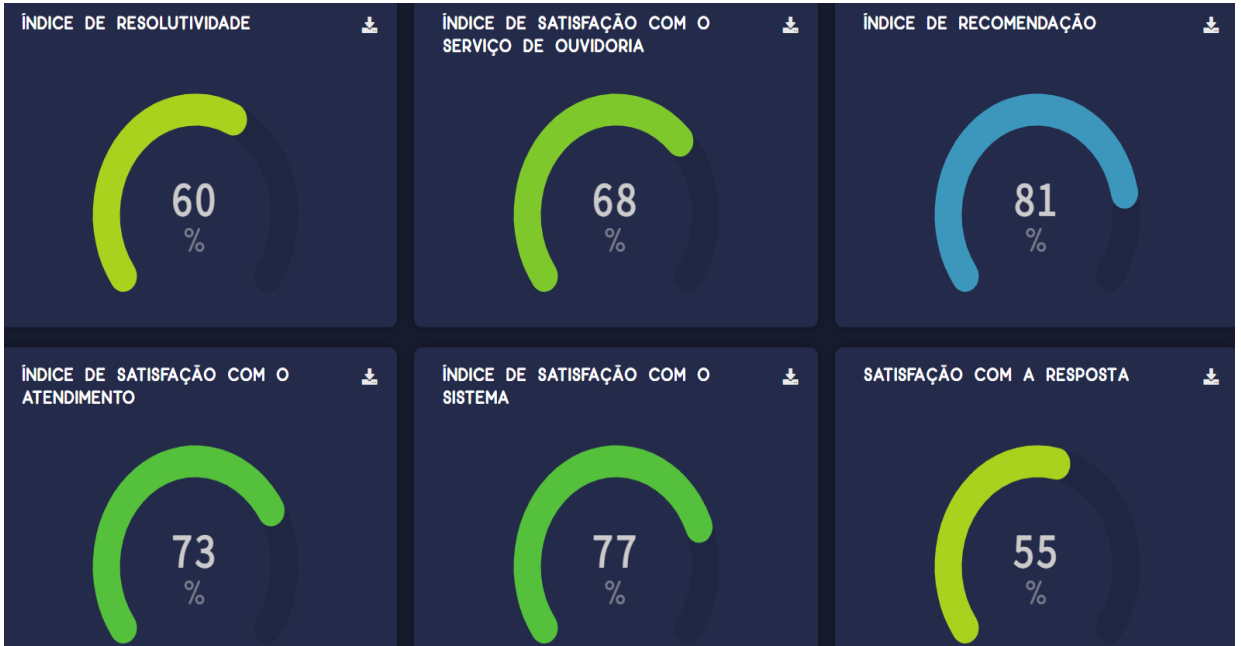 ÍNDICE DE RESOLUTIVIDADE
60
%
ÍNDICE DE SATISFAÇÃO COM O
SERVIÇO DE OUVIDORIA
68
%
ÍNDICE DE RECOMENDAÇÃO
81
%
ÍNDICE DE SATISFAÇÃO COM O
ATENDIMENTO
73
%
ÍNDICE DE SATISFAÇÃO COM O
SISTEMA
77
%
SATISFAÇÃO COM A RESPOSTA
55
%